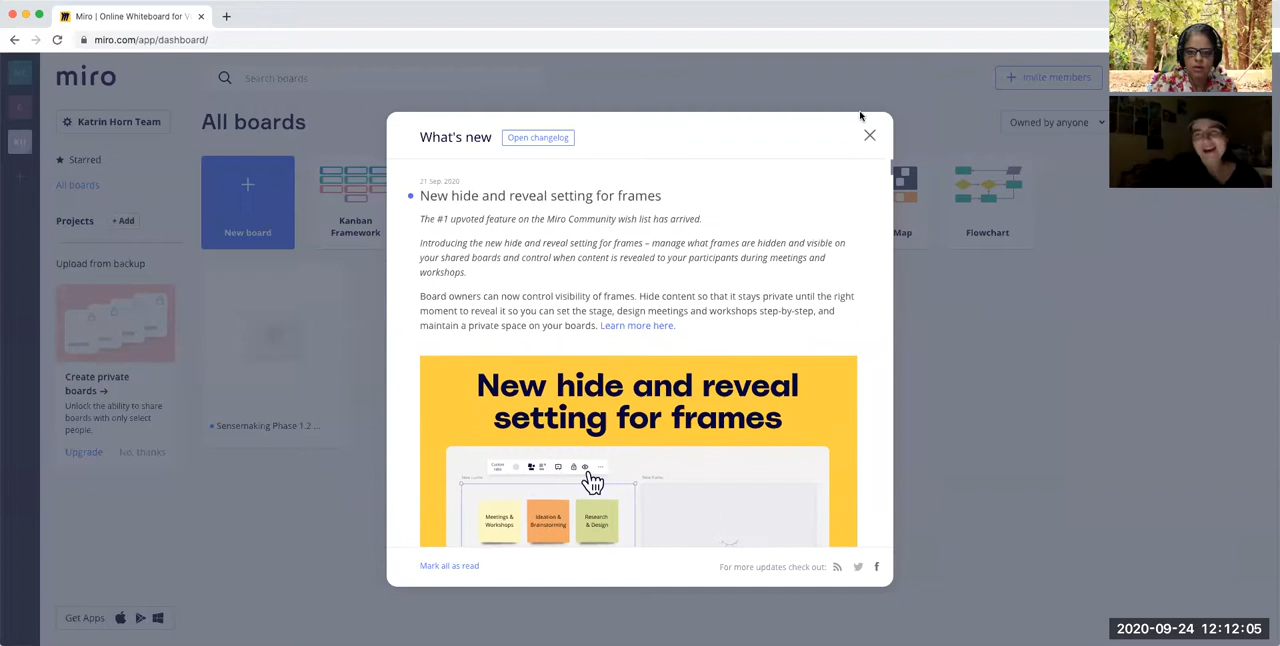 Miro | Online Whiteboard for V
miro.com/app/dashboard/
miro
Search boards
Invite members
Katrin Horn Team
All boards
Owned by anyone
Starred
All boards
Projects
+ Add
Upload from backup
Create private
boards →
Unlock the ability to share
boards with only select
people.
Upgrade
No, thanks
Get Apps
New board
Kanban
Framework
Map
Flowchart
Sensemaking Phase 1.2 ...
What's new
Open changelog
21 Sep. 2020
New hide and reveal setting for frames
The #1 upvoted feature on the Miro Community wish list has arrived.
Introducing the new hide and reveal setting for frames – manage what frames are hidden and visible on
your shared boards and control when content is revealed to your participants during meetings and
workshops.
Board owners can now control visibility of frames. Hide content so that it stays private until the right
moment to reveal it so you can set the stage, design meetings and workshops step-by-step, and
maintain a private space on your boards. Learn more here.
New hide and reveal
setting for frames
Meetings &
Workshops
Ideation &
Brainstorming
Research
& Design
Mark all as read
For more updates check out:
2020-09-24 12:12:05